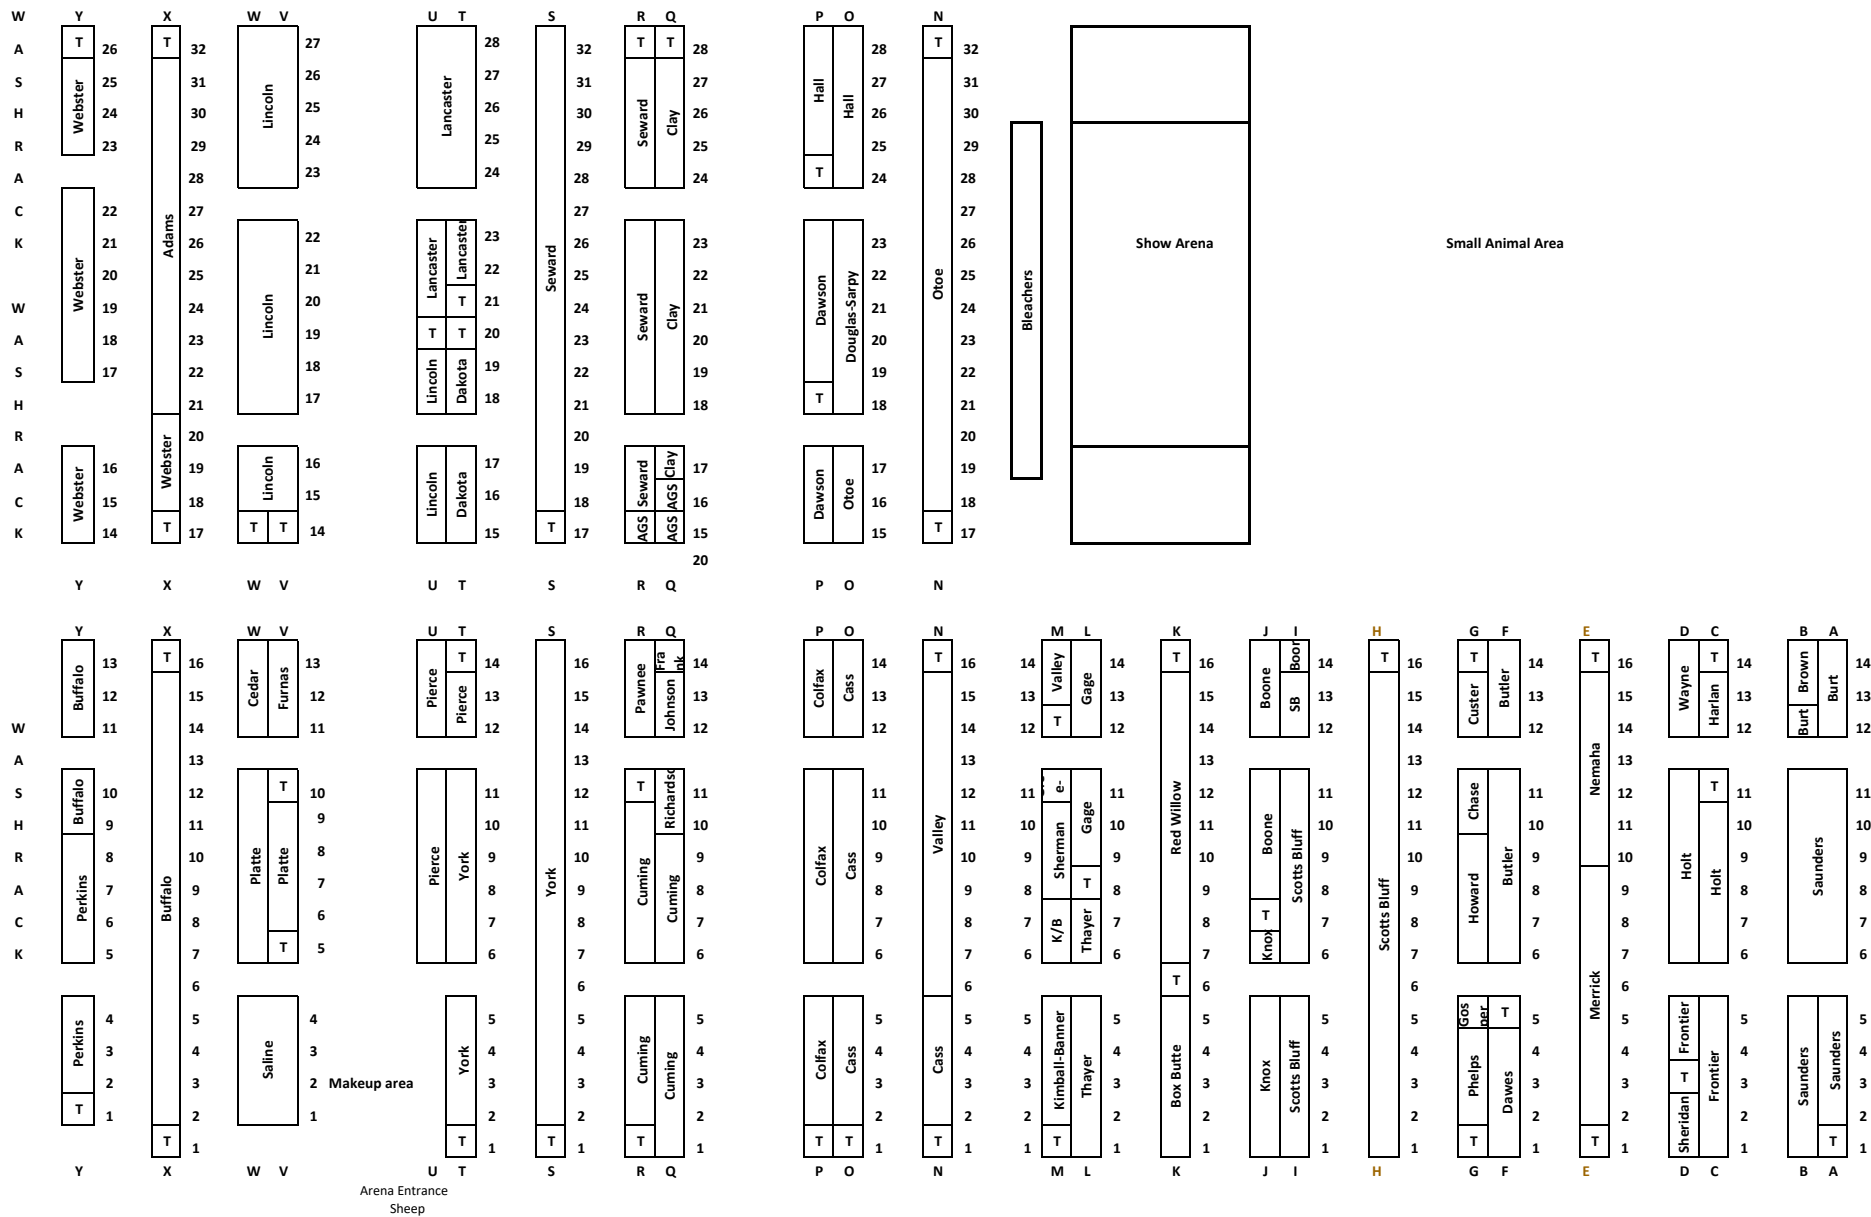 W Y X W V U T S R Q P O N
T T 27 28 T T 28 28 T
A 26 32 32 28 32
S Webster 25 31 Lincoln 26 Lancaster 27 31 Seward Clay 27 Hall Hall 27 31
H 24 30 25 26 30 26 26 30
R 23 29 24 25 29 25 25 29
A 28 23 24 28 24 T 24 28
C 22 27 27 27
K Webster 21 Adams 26 Lincoln 22 Lancaster Lancaster 23 Seward 26 Seward Clay 23 Dawson Douglas-Sarpy 23 Otoe 26 Bleachers Show Arena Small Animal Area
20 25 21 22 25 22 22 25
W 19 24 20 T 21 24 21 21 24
A 18 23 19 T T 20 23 20 20 23
S 17 22 18 Lincoln Dakota 19 22 19 19 22
H 21 17 18 21 18 T 18 21
R Webster 20 20 20
A Webster 16 19 Lincoln 16 Lincoln Dakota 17 19 Seward Clay 17 Dawson Otoe 17 19
C 15 18 15 16 18 AGS 16 16 18
K 14 T 17 T T 14 15 T 17 AGS AGS 15 15 T 17
20
Y X W V U T S R Q P O N
Y X W V U T S R Q P O N M L K J I H G F E D C B A
Buffalo 13 T 16 Cedar Furnas 13 Pierce T 14 16 Pawnee Fra nk 14 Colfax Cass 14 T 16 14 Valley Gage 14 T 16 Boone Boon 14 T 16 T Butler 14 T 16 Wayne T 14 Brown Burt 14
12 15 12 Pierce 13 15 Johnson 13 13 15 13 13 15 SB 13 15 Custer 13 15 Harlan 13 13
W 11 14 11 12 14 12 12 14 12 T 12 14 12 14 12 14 12 Burt 12
A 13 13 13 13 13 13
S Buffalo 10 12 Platte T 10 Pierce York 11 12 T Richardso 11 Colfax Cass 11 Valley 12 11 e- Gage 11 Red Willow 12 Boone Scotts Bluff 11 12 Chase Butler 11 Nemaha 12 Holt T 11 Saunders 11
H 9 11 9 10 York 11 Cuming 10 10 11 10 Sherman 10 11 10 11 10 11 Holt 10 10
R Perkins 8 10 Platte 8 9 10 Cuming 9 9 10 9 9 10 9 10 Howard 9 10 9 9
A 7 Buffalo 9 7 8 9 8 8 9 8 T 8 9 8 Scotts Bluff 9 8 9 8 8
C 6 8 6 7 8 7 7 8 7 K/B Thayer 7 8 T 7 8 7 8 7 7
K 5 7 T 5 6 7 6 6 7 6 6 7 Knox 6 7 6 7 6 6
6 6 6 T 6 6 Merrick 6
Perkins 4 5 Saline 4 York 5 5 Cuming Cuming 5 Colfax Cass 5 Cass 5 5 Kimball-Banner Thayer 5 Box Butte 5 Knox Scotts Bluff 5 5 Gos per T 5 5 Frontier Frontier 5 Saunders Saunders 5
3 4 3 4 4 4 4 4 4 4 4 4 4 Phelps Dawes 4 4 4 4
2 3 2 Makeup area 3 3 3 3 3 3 3 3 3 3 3 3 T 3 3
T 1 2 1 2 2 2 2 2 2 2 2 2 2 2 2 Sheridan 2 2
T 1 T 1 T 1 T 1 T T 1 T 1 1 T 1 1 1 1 T 1 T 1 1 T 1
Y X W V U T S R Q P O N M L K J I H G F E D C B A
Arena Entrance
Sheep